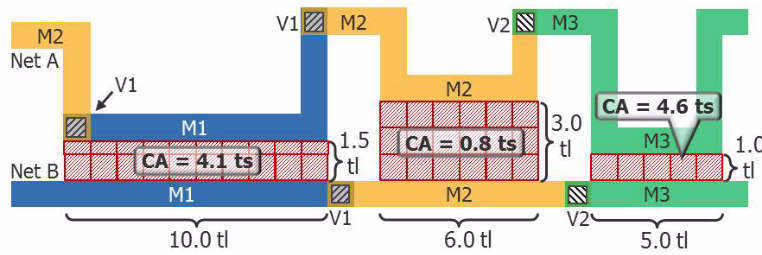 M2
V1
M2
V2
M3
Net A
V1
M2
CA = 4.6 ts
M1
1.5
tl
3.0
tl
M3
1.0
tl
CA = 4.1 ts
CA = 0.8 ts
Net B
M1
V1
M2
V2
M3
10.0 tl
6.0 tl
5.0 tl